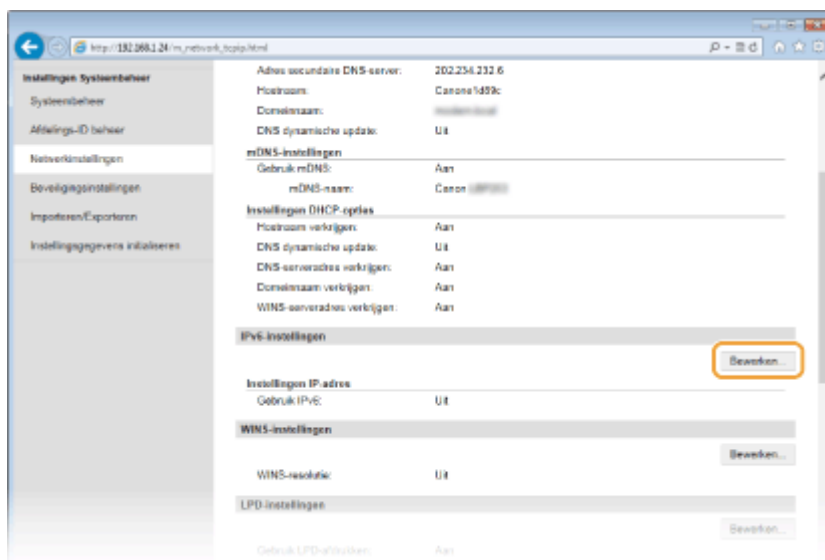 http://192.168.1.24/m_network_tcpip.html
Instellingen Systeembeheer
Systeembeheer
Afdelings-ID beheer
Netwerkinstellingen
Beveiligingsinstellingen
Importeren/Exporteren
Instellingsgegevens initialiseren
Adres secundaire DNS-server: 202.234.232.6
Hostnaam:
Domeinnaam:
DNS dynamische update: Uit
mDNS-instellingen
Gebruik mDNS: Aan
mDNS-naam: Canon
Instellingen DHCP-opties
Hostnaam verkrijgen: Aan
DNS dynamische update: Uit
DNS-serveradres verkrijgen: Aan
Domeinnaam verkrijgen: Aan
WINS-serveradres verkrijgen: Aan
IPv6-instellingen
Bewerken...
Instellingen IP-adres
Gebruik IPv6: Uit
WINS-instellingen
Bewerken...
WINS-resolutie: Uit
LPD-instellingen
Bewerken...
Gebruik LPD-afdrukken: Aan